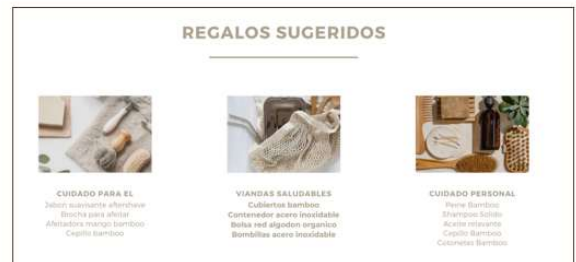 REGALOS SUGERIDOS
CUIDADO PARA EL
Jabon suavisante aftershave
Brocha para afeitar
Afeitadora mango bamboo
Cepillo bamboo
VIANDAS SALUDABLES
Cubiertos bamboo
Contenedor acero inoxidable
Bolsa red algodon organico
Bombillas acero inoxidable
CUIDADO PERSONAL
Peine Bamboo
Shampoo Solido
Aceite relavante
Cepillo Bamboo
Cotonetes Bamboo